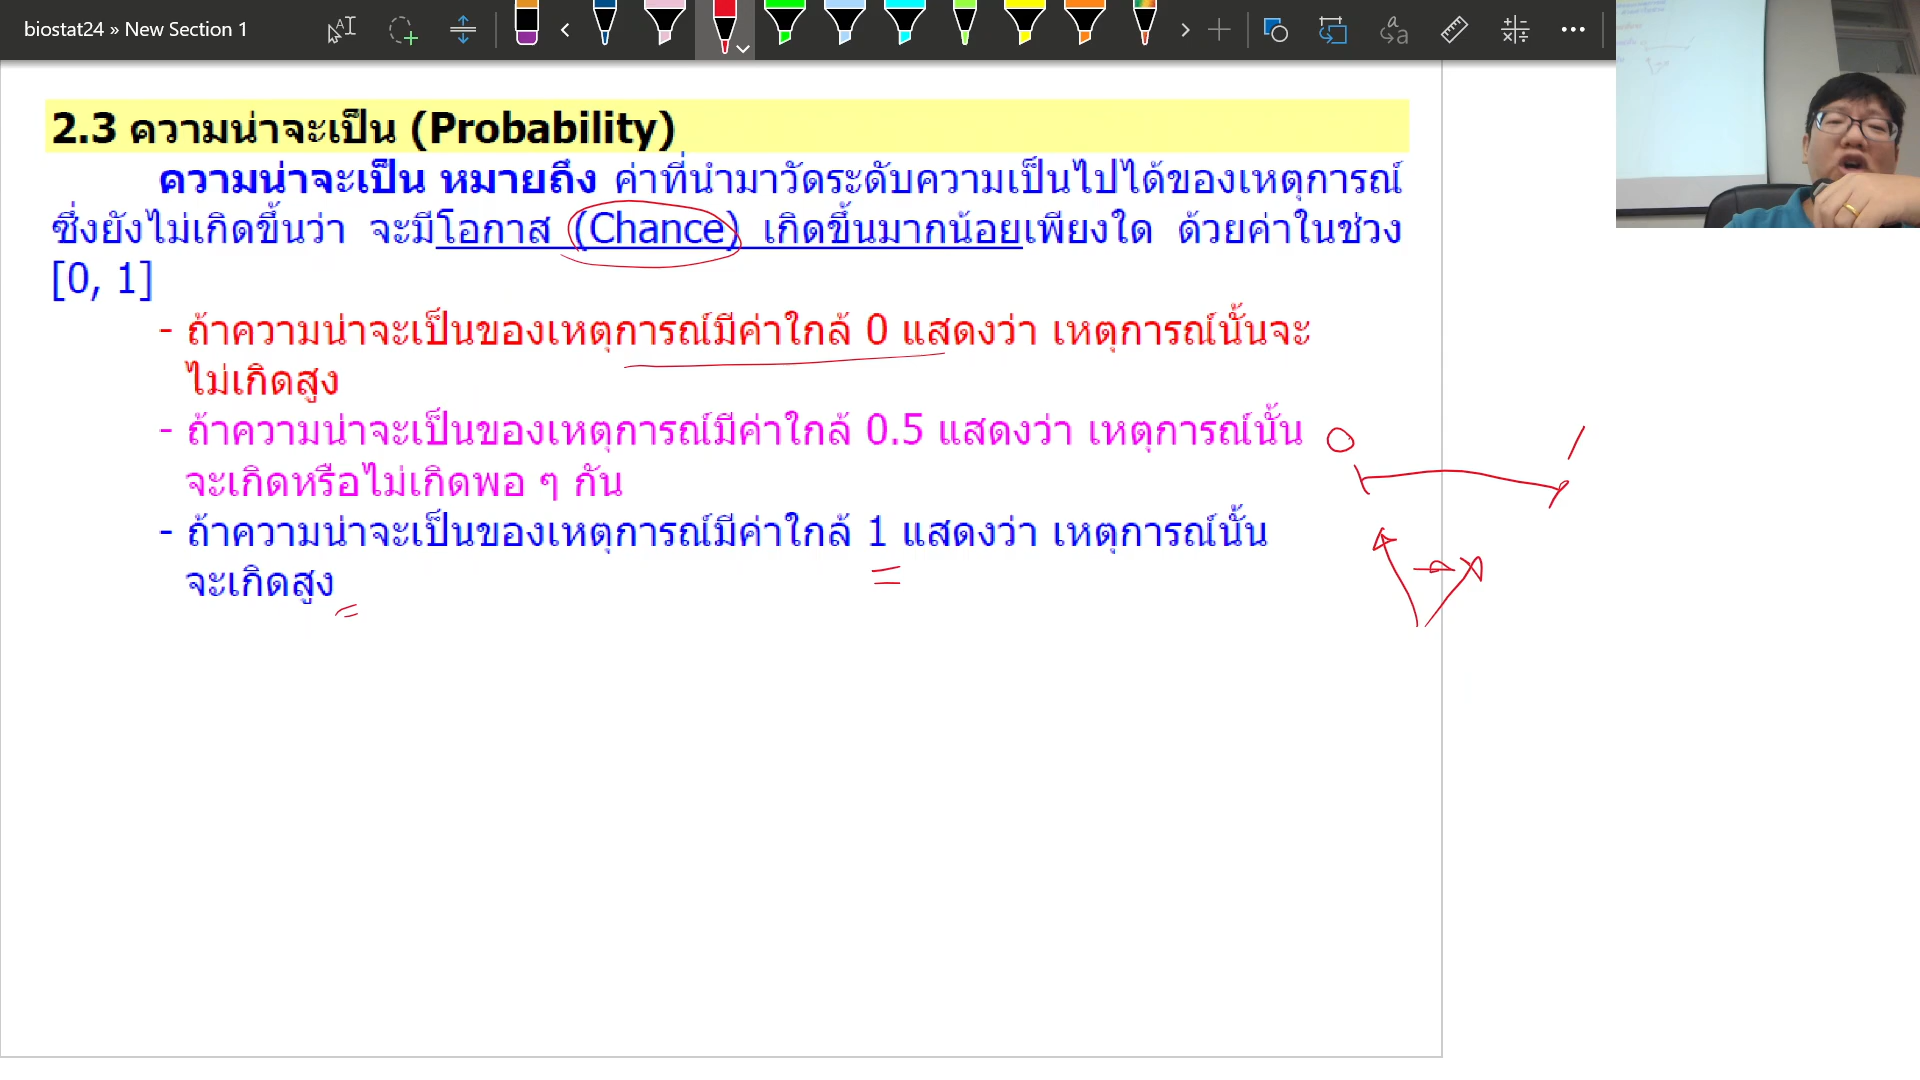 biostat24 » New Section 1
2.3 ความน่าจะเป็น (Probability)
ความน่าจะเป็น หมายถึง ค่าที่นำมาวัดระดับความเป็นไปได้ของเหตุการณ์
ซึ่งยังไม่เกิดขึ้นว่า จะมีโอกาส (Chance) เกิดขึ้นมากน้อยเพียงใด ด้วยค่าในช่วง
[0, 1]
- ถ้าความน่าจะเป็นของเหตุการณ์มีค่าใกล้ 0 แสดงว่า เหตุการณ์นั้นจะ
ไม่เกิดสูง
- ถ้าความน่าจะเป็นของเหตุการณ์มีค่าใกล้ 0.5 แสดงว่า เหตุการณ์นั้น
จะเกิดหรือไม่เกิดพอ ๆ กัน
- ถ้าความน่าจะเป็นของเหตุการณ์มีค่าใกล้ 1 แสดงว่า เหตุการณ์นั้น
จะเกิดสูง
0 1